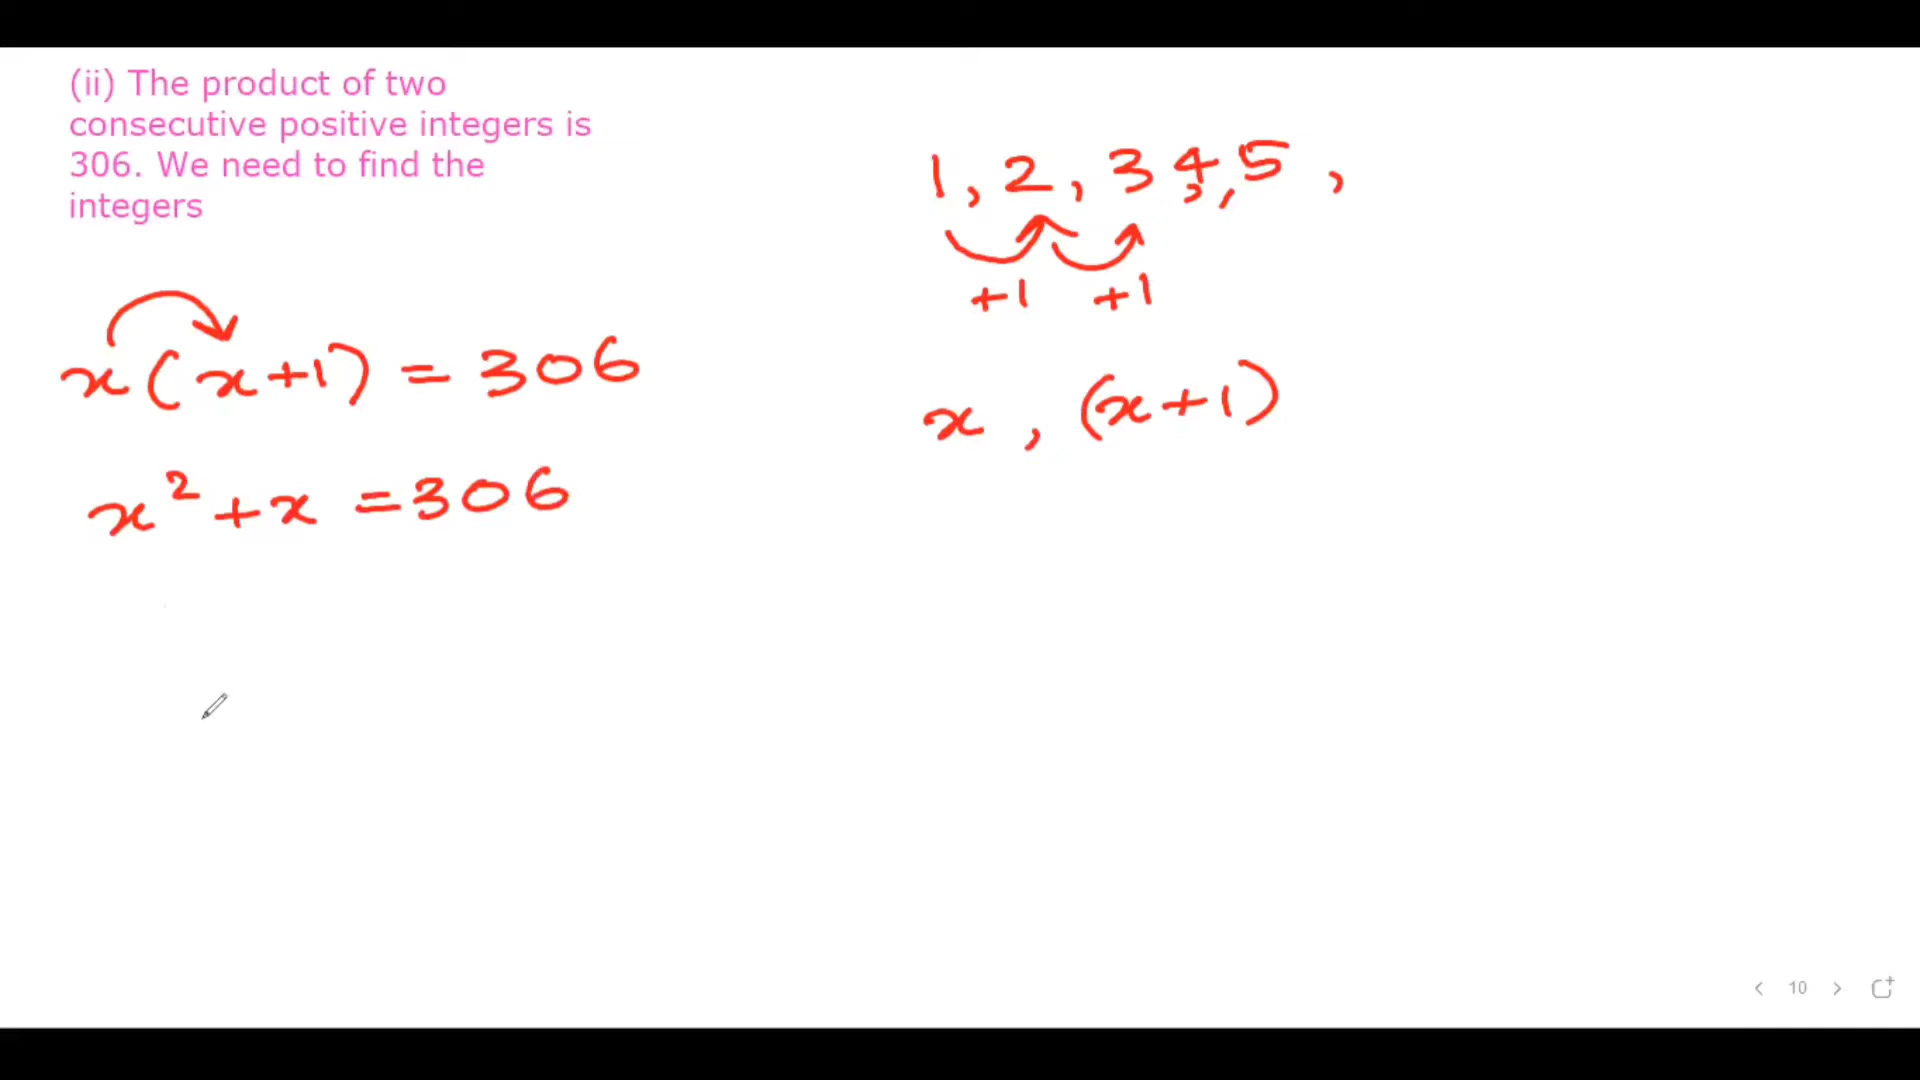 (ii) The product of two
consecutive positive integers is
306. We need to find the
integers
1, 2, 3 4, 5 ,
+1 +1
x(x+1) = 306
x , (x+1)
x² + x = 306
10